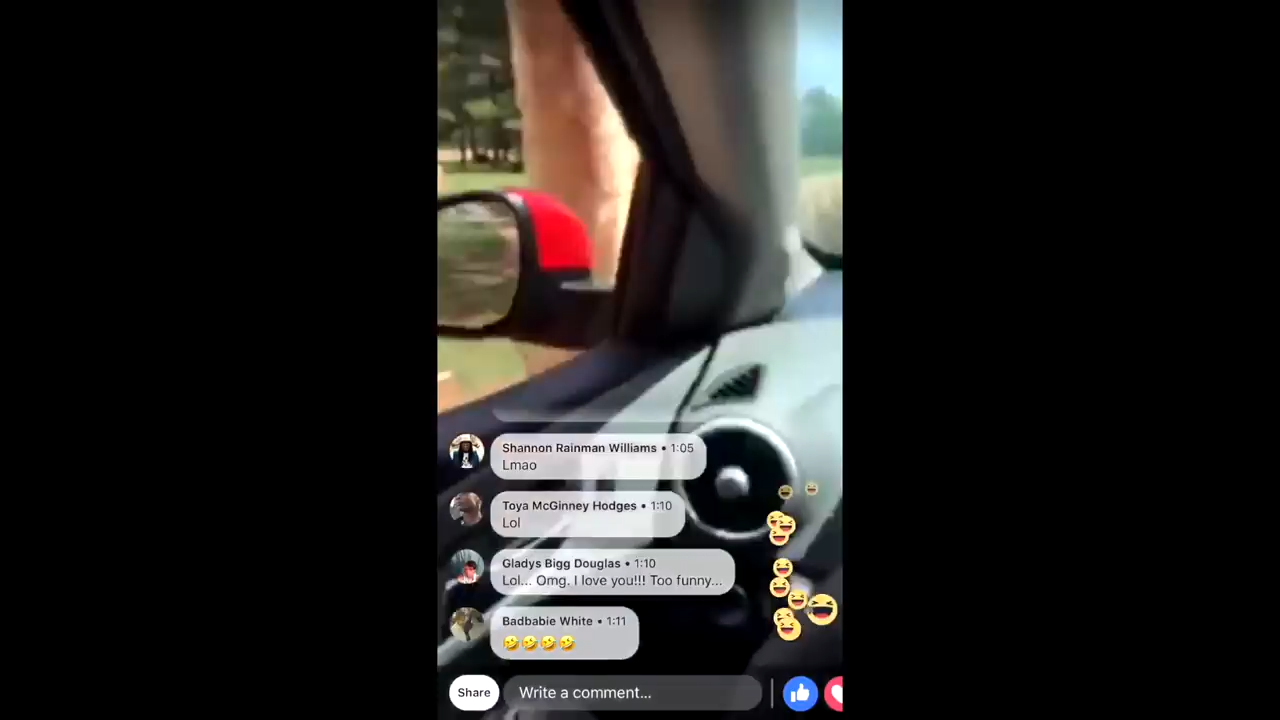 Shannon Rainman Williams • 1:05
Lmao
Toya McGinney Hodges • 1:10
Lol
Gladys Bigg Douglas • 1:10
Lol... Omg. I love you!!! Too funny...
Badbabie White • 1:11
🤣🤣🤣🤣
Share
Write a comment...